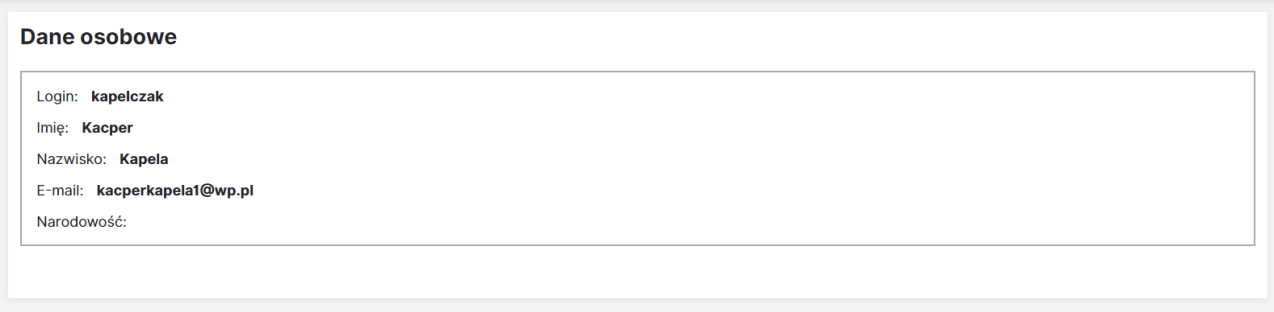 Dane osobowe
Login: kapelczak
Imię: Kacper
Nazwisko: Kapela
E-mail: kacperkapela1@wp.pl
Narodowość: